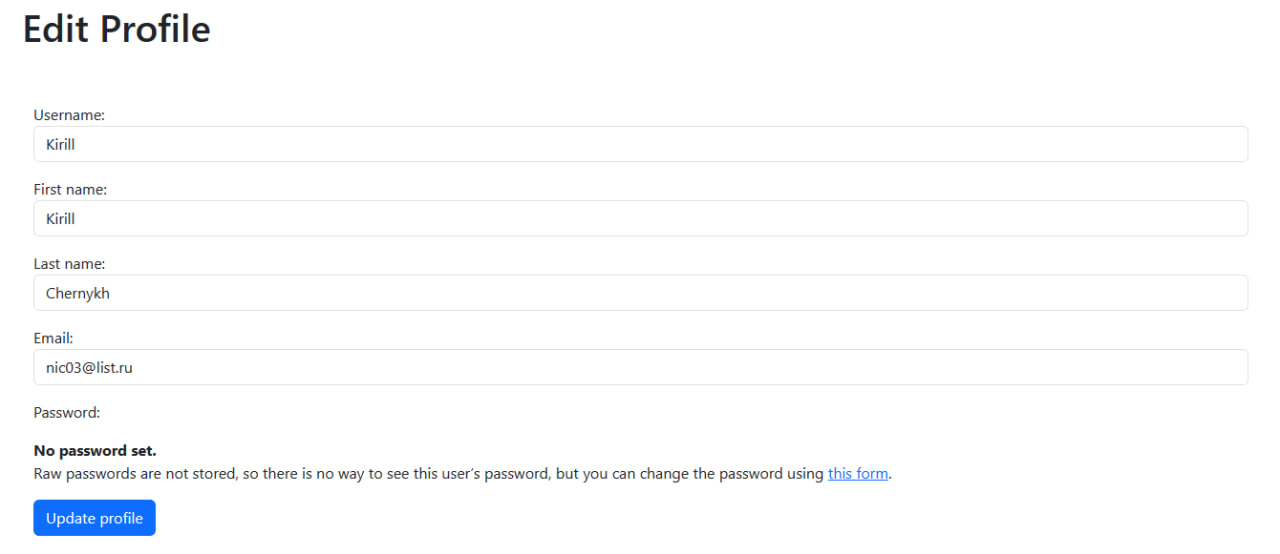 Edit Profile
Username:
Kirill
First name:
Kirill
Last name:
Chernykh
Email:
nic03@list.ru
Password:
No password set.
Raw passwords are not stored, so there is no way to see this user’s password, but you can change the password using this form.
Update profile